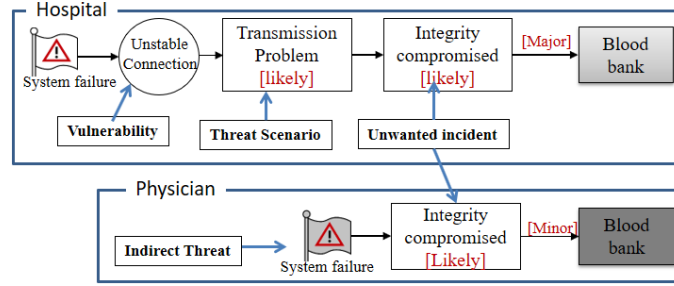 Hospital
System failure
Unstable
Connection
Transmission
Problem
[likely]
Integrity
compromised
[likely]
[Major]
Blood
bank
Vulnerability
Threat Scenario
Unwanted incident
Physician
Indirect Threat
System failure
Integrity
compromised
[Likely]
[Minor]
Blood
bank